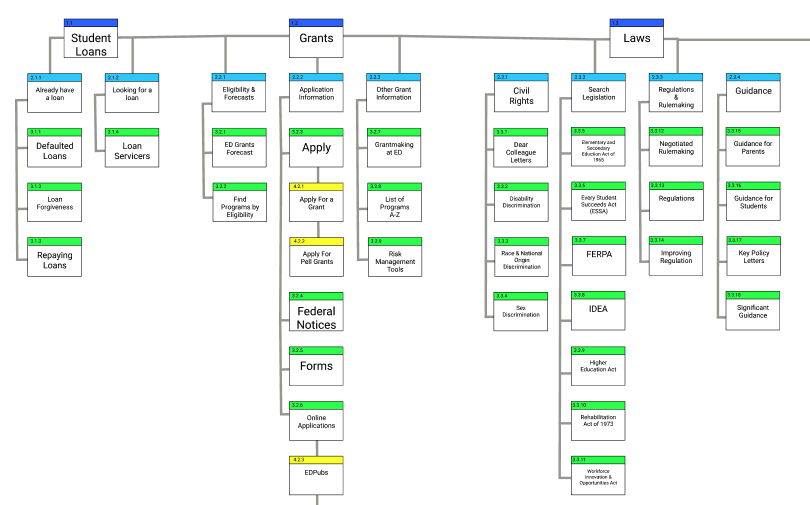 1.1
Student
Loans
1.2
Grants
1.3
Laws
2.1.1
Already have
a loan
2.1.2
Looking for a
loan
2.2.1
Eligibility &
Forecasts
2.2.2
Application
Information
2.2.3
Other Grant
Information
2.3.1
Civil
Rights
2.3.2
Search
Legislation
2.3.3
Regulations
&
Rulemaking
2.3.4
Guidance
3.1.1
Defaulted
Loans
3.1.4
Loan
Servicers
3.2.1
ED Grants
Forecast
3.2.3
Apply
3.2.7
Grantmaking
at ED
3.3.1
Dear
Colleague
Letters
3.3.5
Elementary and
Secondary
Eduction Act of
1965
3.3.12
Negotiated
Rulemaking
3.3.15
Guidance for
Parents
3.1.2
Loan
Forgiveness
3.2.2
Find
Programs by
Eligibility
4.2.1
Apply For a
Grant
3.2.8
List of
Programs
A-Z
3.3.2
Disability
Discrimination
3.3.6
Every Student
Succeeds Act
(ESSA)
3.3.13
Regulations
3.3.16
Guidance for
Students
3.1.3
Repaying
Loans
4.2.2
Apply For
Pell Grants
3.2.9
Risk
Management
Tools
3.3.3
Race & National
Origin
Discrimination
3.3.7
FERPA
3.3.14
Improving
Regulation
3.3.17
Key Policy
Letters
3.2.4
Federal
Notices
3.3.4
Sex
Discrimination
3.3.8
IDEA
3.3.18
Significant
Guidance
3.2.5
Forms
Higher
Education Act
3.2.6
Online
Applications
3.3.10
Rehabilitation
Act of 1973
4.2.3
EDPubs
3.3.11
Workforce
Innovation &
Opportunities Act